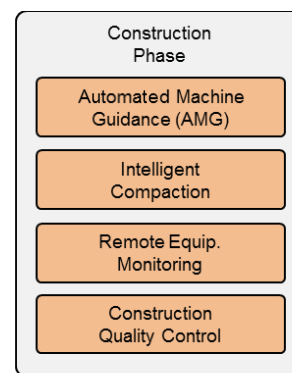 Construction
Phase
Automated Machine
Guidance (AMG)
Intelligent
Compaction
Remote Equip.
Monitoring
Construction
Quality Control